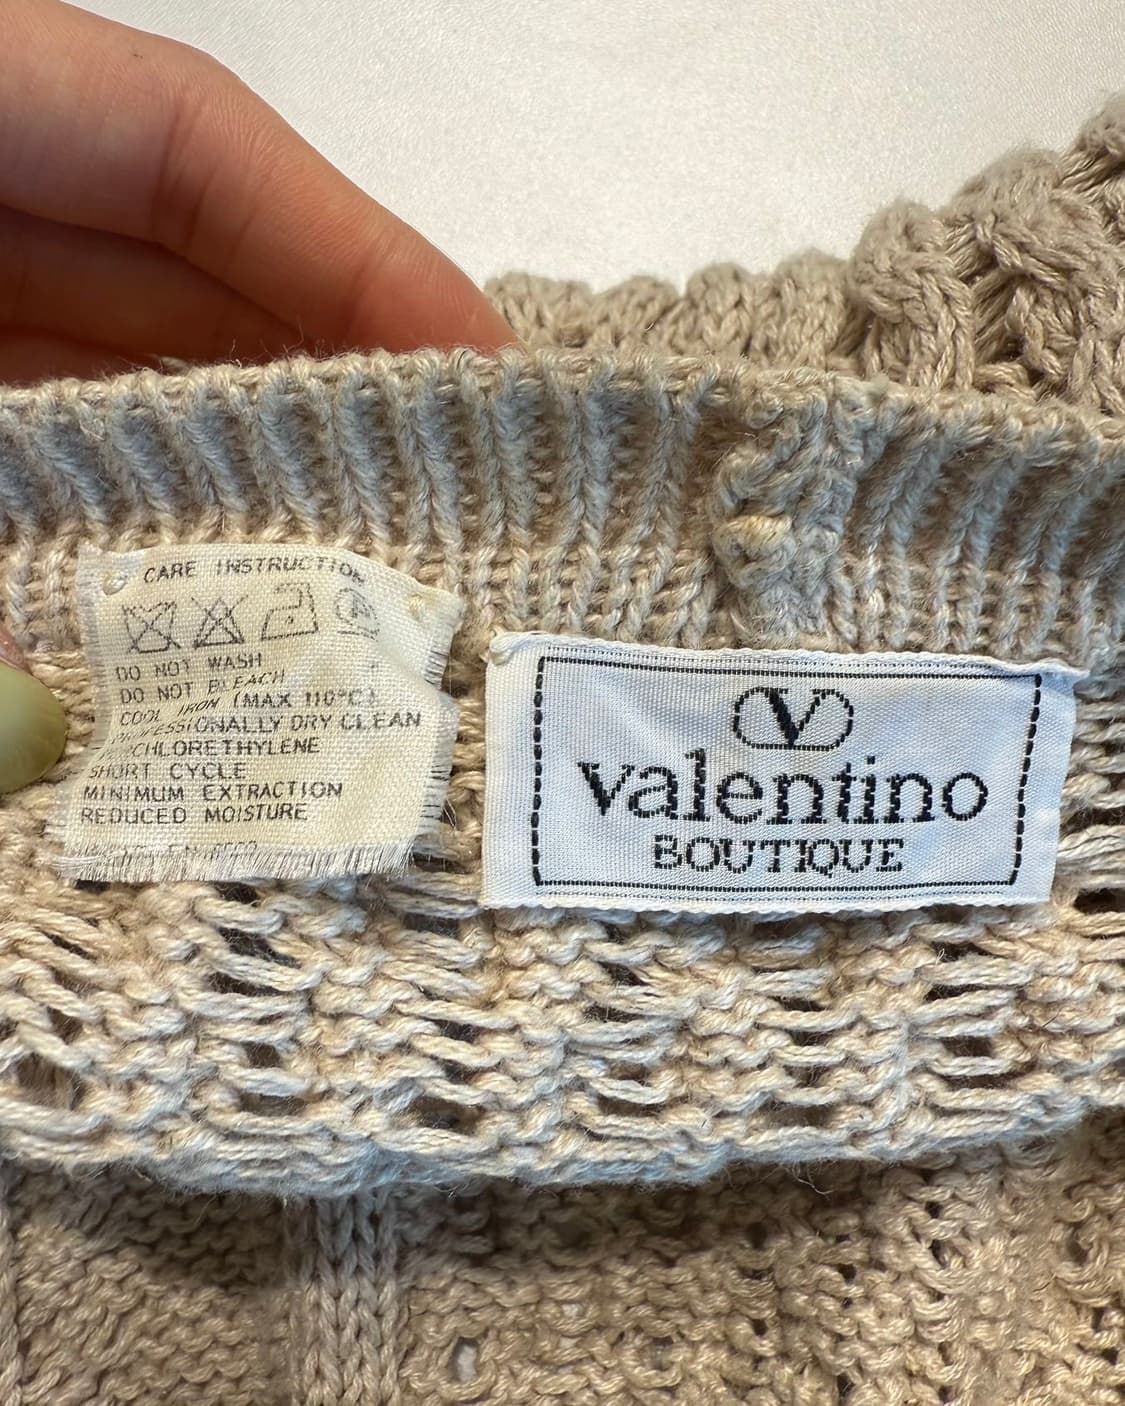 CARE INSTRUCTION
DO NOT WASH
DO NOT BLEACH
COOL IRON (MAX 110°C)
PROFESSIONALLY DRY CLEAN
SHORT CYCLE
MINIMUM EXTRACTION
REDUCED MOISTURE
V
valentino
BOUTIQUE